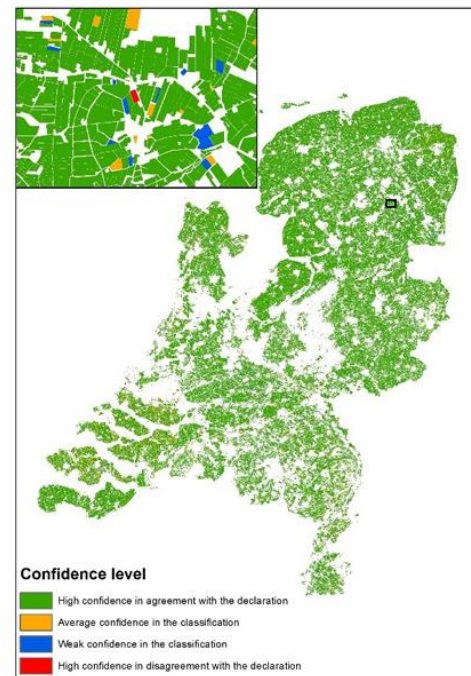 Confidence level
High confidence in agreement with the declaration
Average confidence in the classification
Weak confidence in the classification
High confidence in disagreement with the declaration